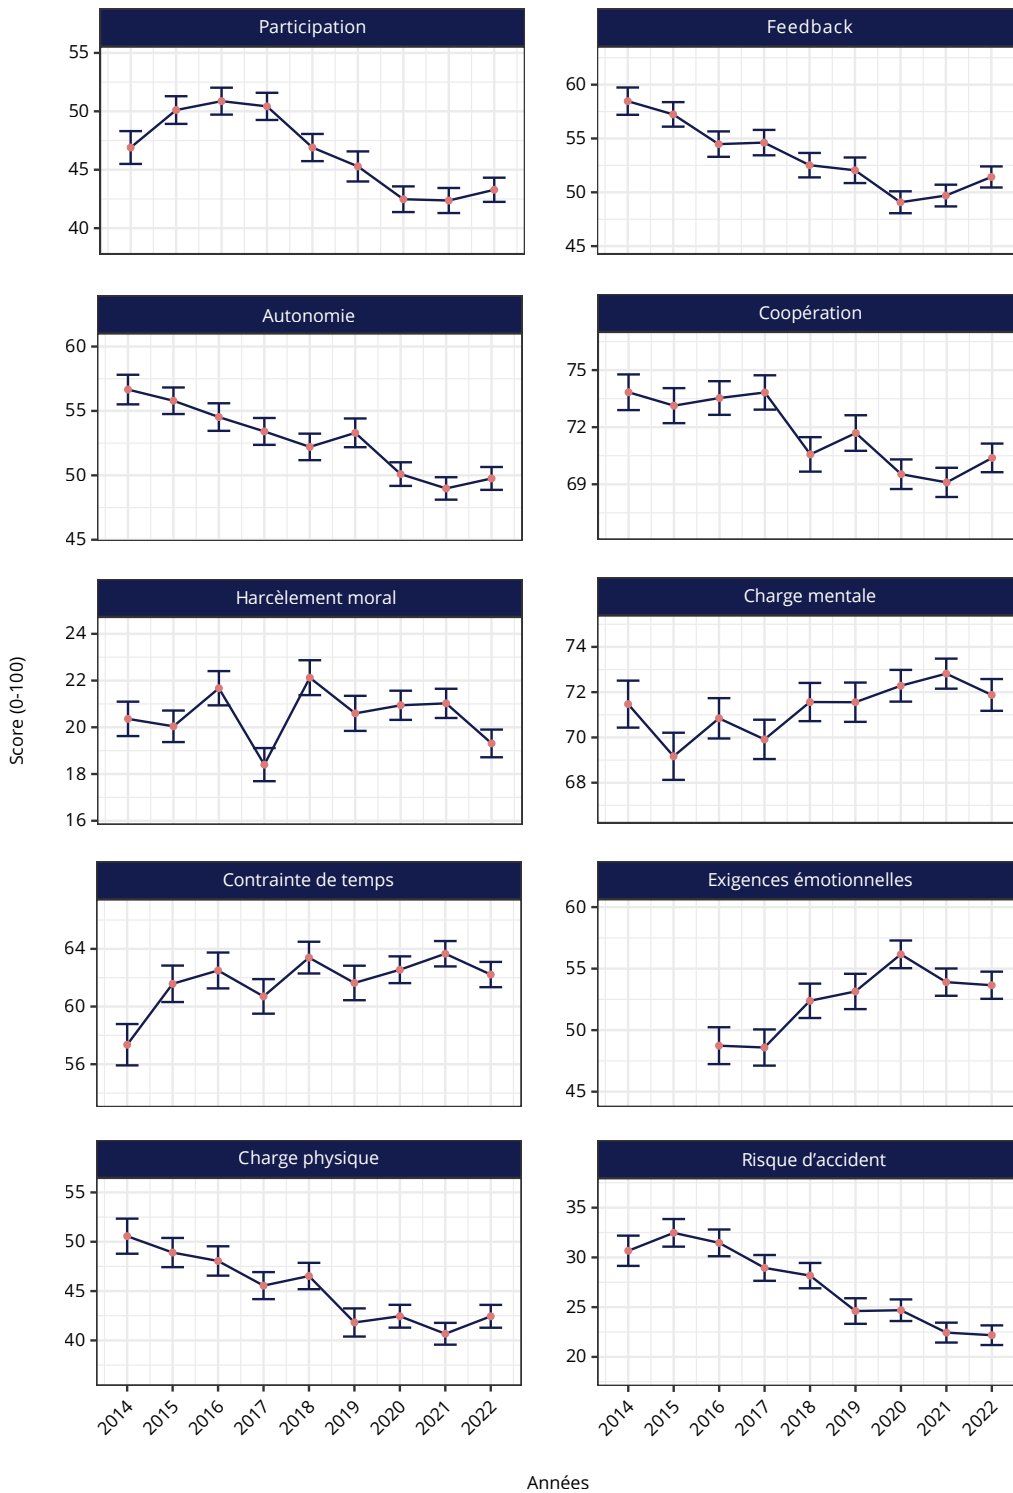 Participation
55
50
45
40
Feedback
60
55
50
45
Autonomie
60
55
50
45
Coopération
75
72
69
Harcèlement moral
24
22
20
18
16
Charge mentale
74
72
70
68
Score (0-100)
Contrainte de temps
64
60
56
Exigences émotionnelles
60
55
50
45
Charge physique
55
50
45
40
2014 2015 2016 2017 2018 2019 2020 2021 2022
Risque d’accident
35
30
25
20
2014 2015 2016 2017 2018 2019 2020 2021 2022
Années